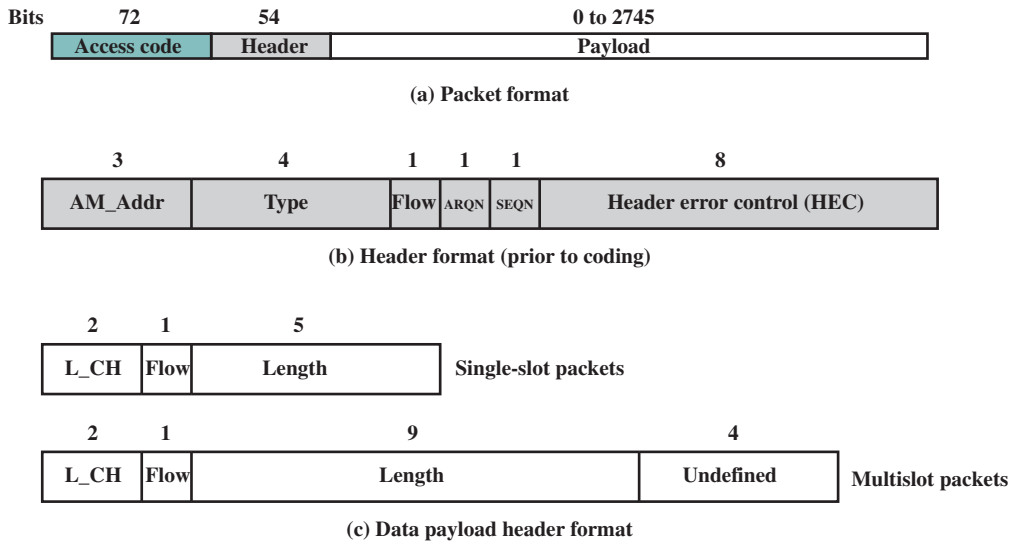 Bits 72 54 0 to 2745
Access code Header Payload
(a) Packet format
3 4 1 1 1 8
AM_Addr Type Flow ARQN SEQN Header error control (HEC)
(b) Header format (prior to coding)
2 1 5
L_CH Flow Length Single-slot packets
2 1 9 4
L_CH Flow Length Undefined Multislot packets
(c) Data payload header format